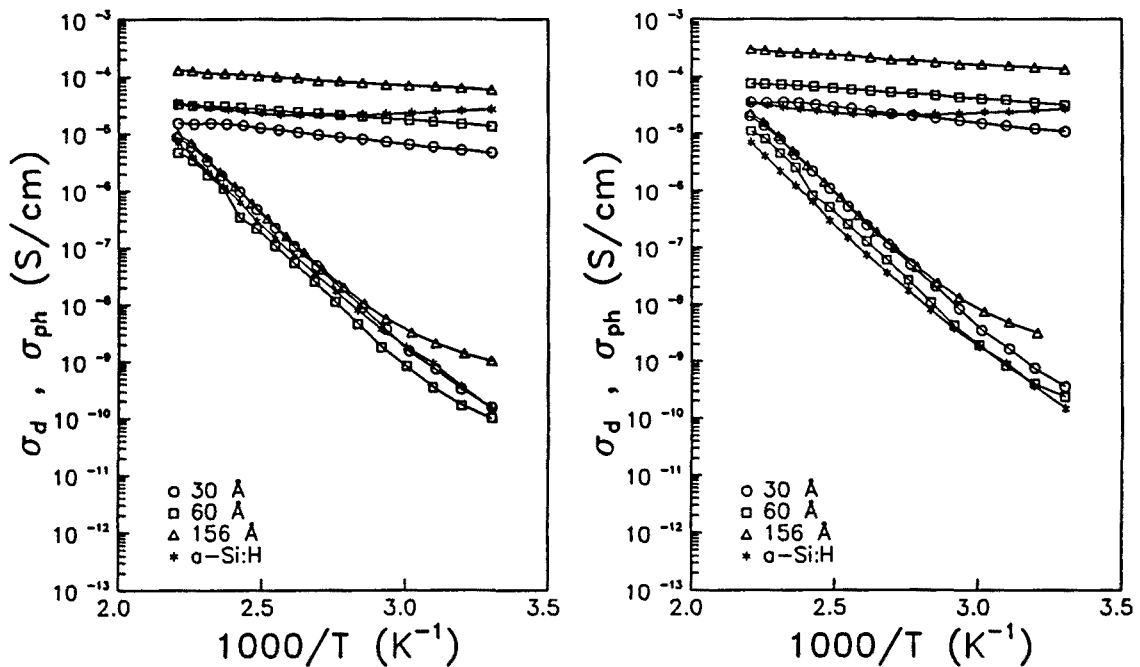 σd , σph (S/cm)
10⁻³
10⁻⁴
10⁻⁵
10⁻⁶
10⁻⁷
10⁻⁸
10⁻⁹
10⁻¹⁰
10⁻¹¹
10⁻¹²
10⁻¹³
30 Å
60 Å
156 Å
a-Si:H
2.0 2.5 3.0 3.5
1000/T (K⁻¹)
σd , σph (S/cm)
10⁻³
10⁻⁴
10⁻⁵
10⁻⁶
10⁻⁷
10⁻⁸
10⁻⁹
10⁻¹⁰
10⁻¹¹
10⁻¹²
10⁻¹³
30 Å
60 Å
156 Å
a-Si:H
2.0 2.5 3.0 3.5
1000/T (K⁻¹)